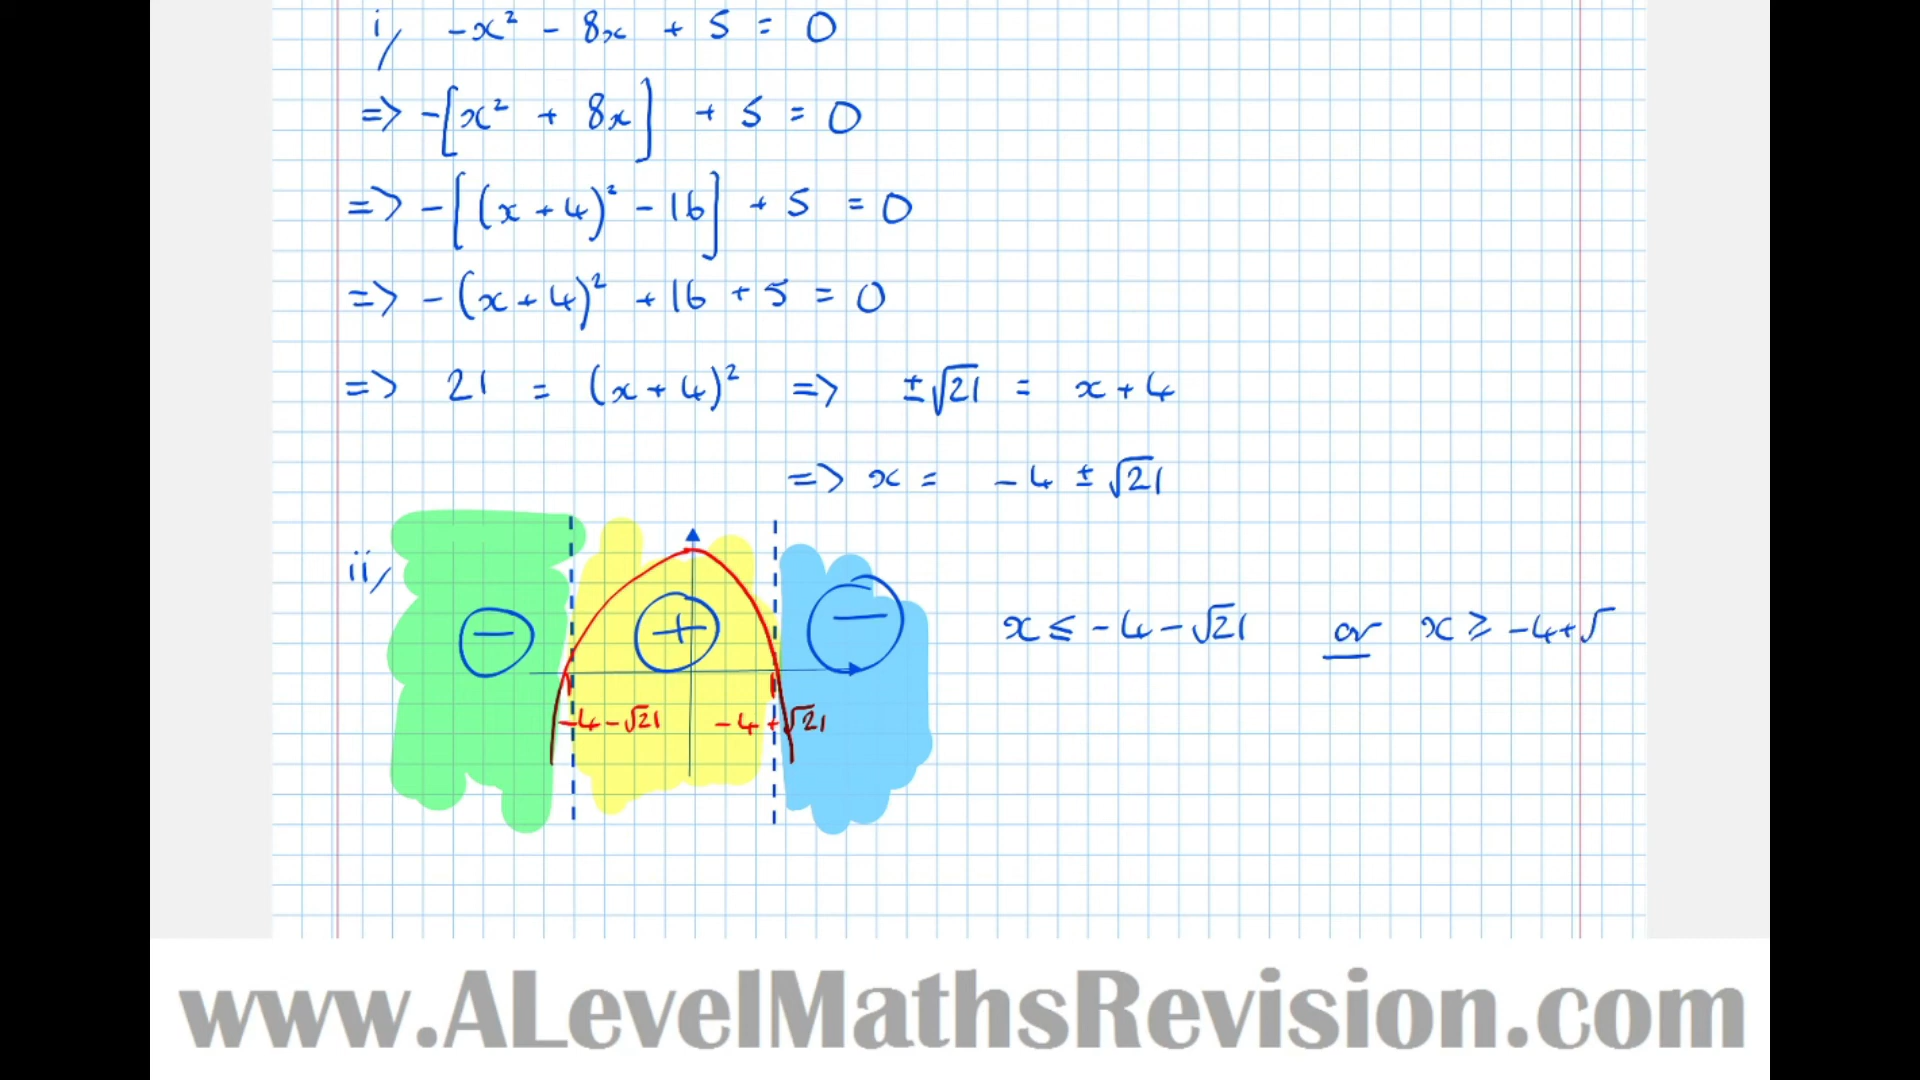 i/ -x² - 8x + 5 = 0
=> -[x² + 8x] + 5 = 0
=> -[(x+4)² - 16] + 5 = 0
=> -(x+4)² + 16 + 5 = 0
=> 21 = (x+4)² => ±√21 = x+4
=> x = -4 ± √21
ii/
- + -
-4-√21 -4+√21
x ≤ -4-√21 or x ≥ -4+√
www.ALevelMathsRevision.com